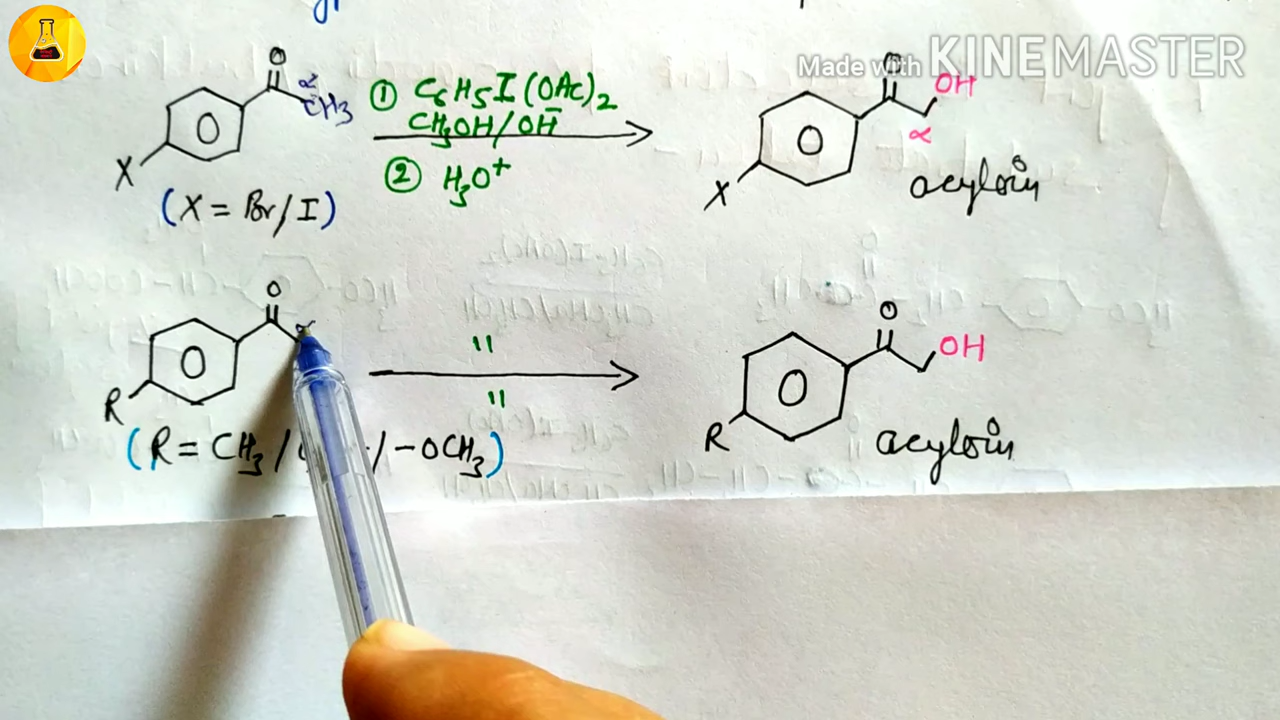 Made with KINEMASTER
O
α
CH3
① C6H5I(OAc)2
CH3OH/OH⁻
② H3O+
X
(X = Br/I)
O
OH
α
X
acyloin
O
α
R
"
"
(R = CH3/ / -OCH3)
O
OH
R
acyloin